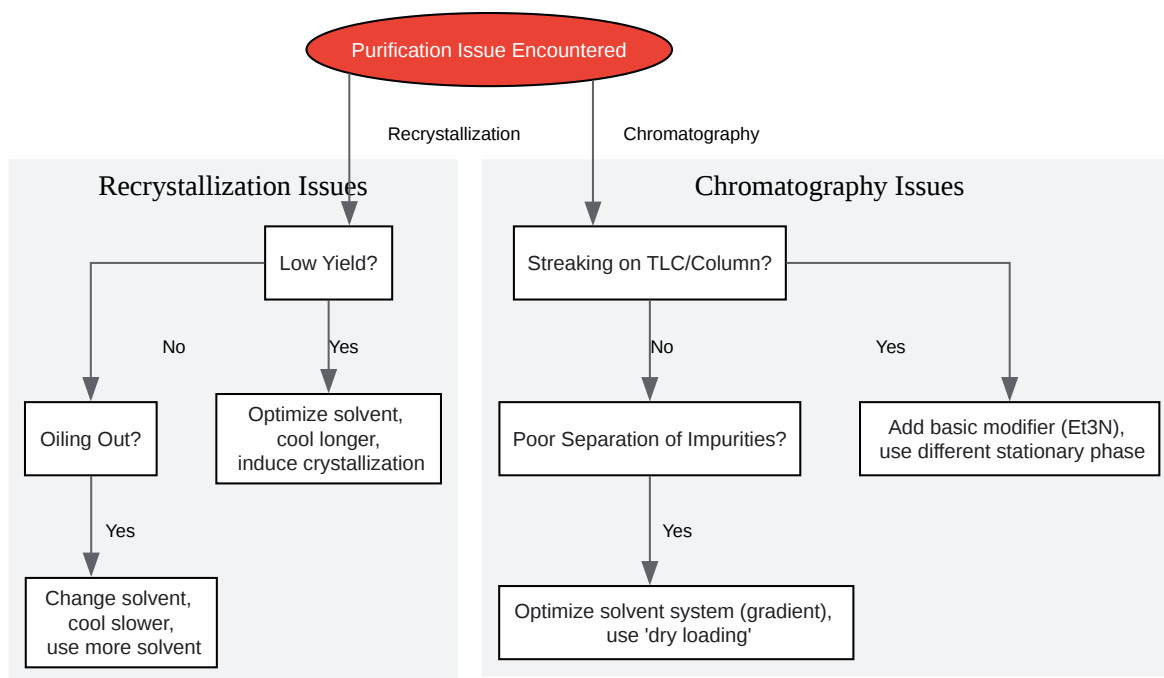 Purification Issue Encountered
Recrystallization
Chromatography
Recrystallization Issues
Low Yield?
No
Yes
Oiling Out?
Optimize solvent,
cool longer,
induce crystallization
Yes
Change solvent,
cool slower,
use more solvent
Chromatography Issues
Streaking on TLC/Column?
No
Yes
Poor Separation of Impurities?
Add basic modifier (Et3N),
use different stationary phase
Yes
Optimize solvent system (gradient),
use 'dry loading'